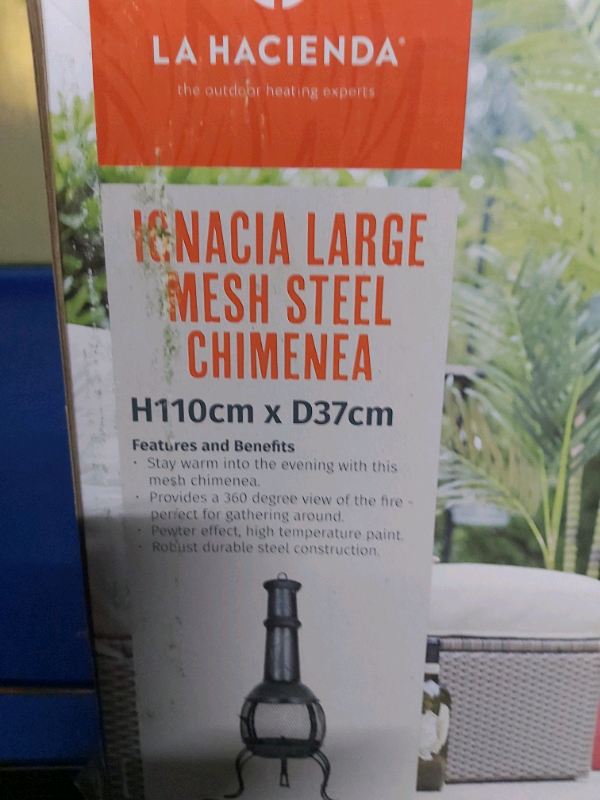 LA HACIENDA
the outdoor heating experts
IGNACIA LARGE
MESH STEEL
CHIMENEA
H110cm x D37cm
Features and Benefits
· Stay warm into the evening with this
mesh chimenea.
· Provides a 360 degree view of the fire -
perfect for gathering around.
· Pewter effect, high temperature paint.
· Robust durable steel construction.